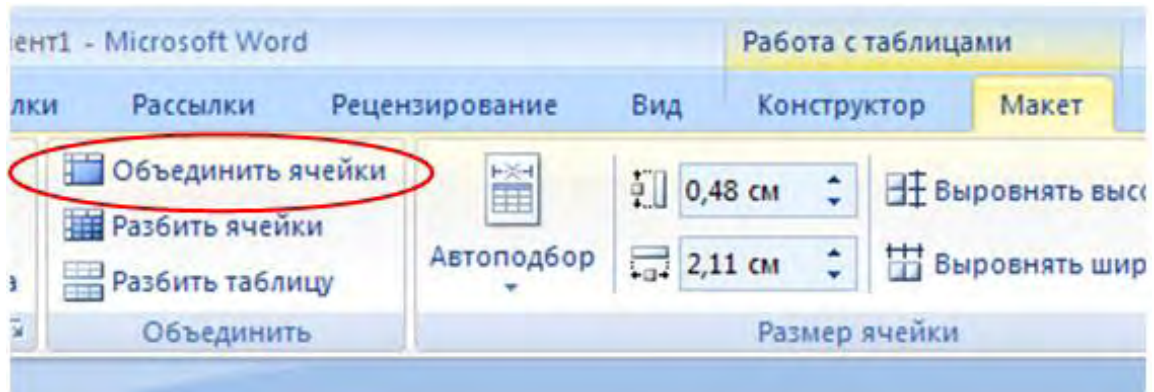 ент1 - Microsoft Word Работа с таблицами
лки Рассылки Рецензирование Вид Конструктор Макет
Объединить ячейки
Разбить ячейки
а Разбить таблицу
Объединить
Автоподбор
0,48 см Выровнять высо
2,11 см Выровнять шир
Размер ячейки